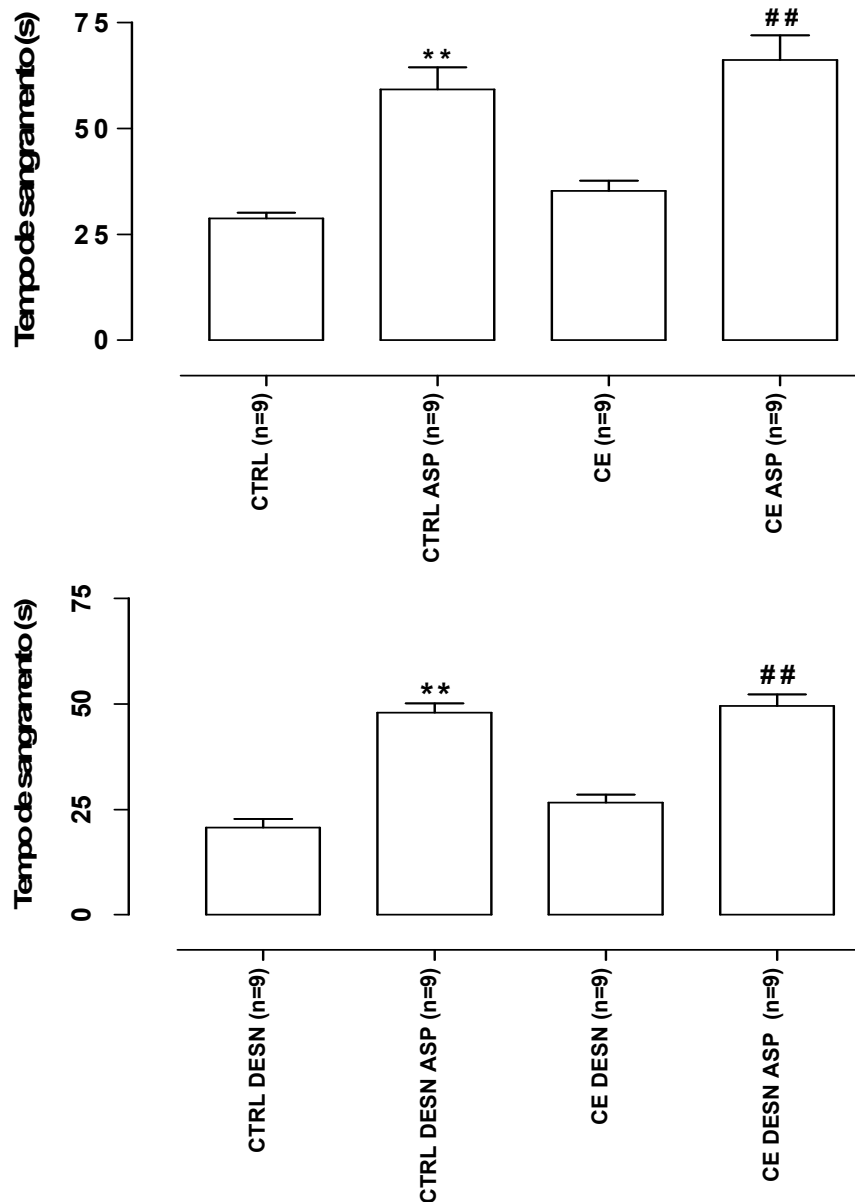 Tempo de sangramento (s)
75
50
25
0
**
##
CTRL (n=9)
CTRL ASP (n=9)
CE (n=9)
CE ASP (n=9)
Tempo de sangramento (s)
75
50
25
0
**
##
CTRL DESN (n=9)
CTRL DESN ASP (n=9)
CE DESN (n=9)
CE DESN ASP (n=9)